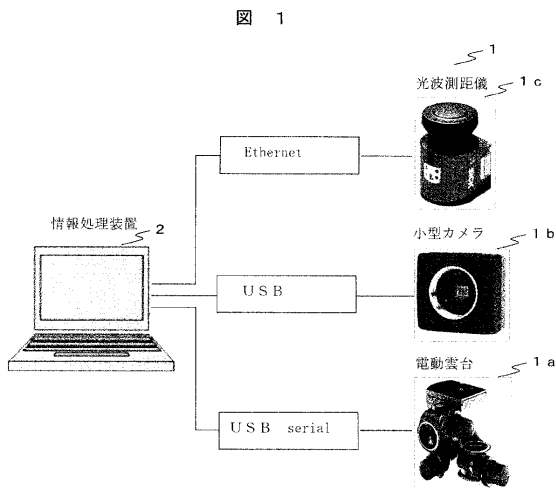 図 1
1
光波測距儀
1c
Ethernet
情報処理装置
2
小型カメラ
1b
USB
電動雲台
1a
USB serial